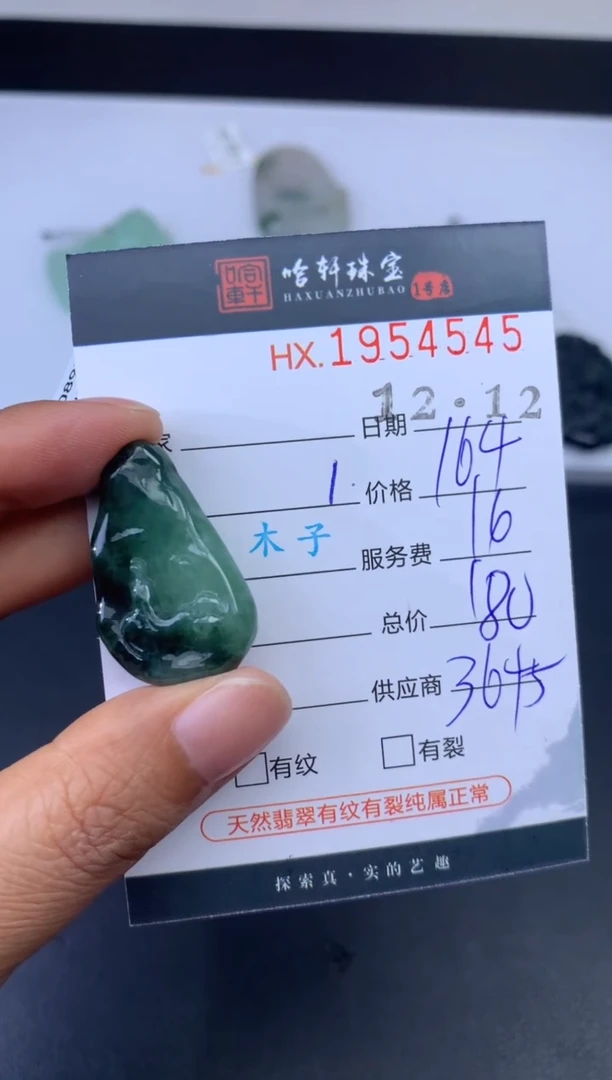 哈轩
哈轩珠宝
HAXUANZHUBAO 1号店
HX.1954545
12·12
日期
1 价格 164
木子
服务费 16
总价 180
供应商 3645
有纹 有裂
天然翡翠有纹有裂纯属正常
探索真·实的艺趣